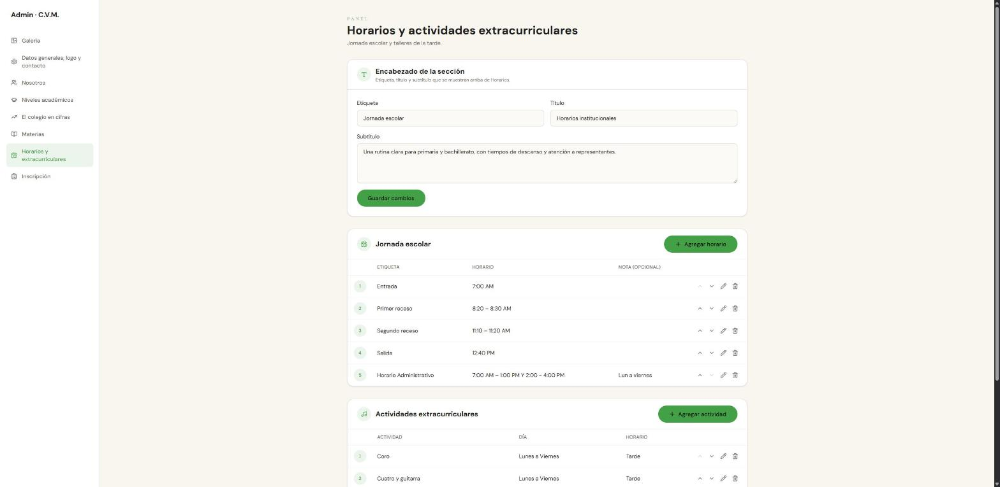 Admin · C.V.M.
Galería
Datos generales, logo y
contacto
Nosotros
Niveles académicos
El colegio en cifras
Materias
Horarios y
extracurriculares
Inscripción
PANEL
Horarios y actividades extracurriculares
Jornada escolar y talleres de la tarde.
Encabezado de la sección
Etiqueta, título y subtítulo que se muestran arriba de Horarios.
Etiqueta
Título
Jornada escolar
Horarios institucionales
Subtítulo
Una rutina clara para primaria y bachillerato, con tiempos de descanso y atención a representantes.
Guardar cambios
Jornada escolar
Agregar horario
ETIQUETA HORARIO NOTA (OPCIONAL)
1 Entrada 7:00 AM
2 Primer receso 8:20 – 8:30 AM
3 Segundo receso 11:10 – 11:20 AM
4 Salida 12:40 PM
5 Horario Administrativo 7:00 AM – 1:00 PM Y 2:00 - 4:00 PM Lun a viernes
Actividades extracurriculares
Agregar actividad
ACTIVIDAD DÍA HORARIO
1 Coro Lunes a Viernes Tarde
2 Cuatro y guitarra Lunes a Viernes Tarde